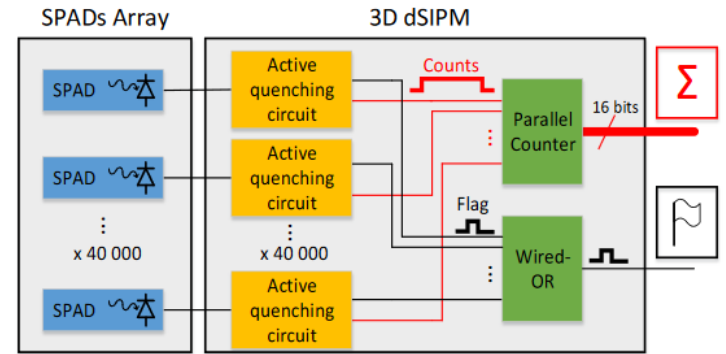 SPADs Array
3D dSIPM
SPAD
Active
quenching
circuit
Counts
Parallel
Counter
16 bits
Σ
SPAD
Active
quenching
circuit
⋮
x 40 000
⋮
x 40 000
⋮
Flag
⋮
Wired-
OR
SPAD
Active
quenching
circuit